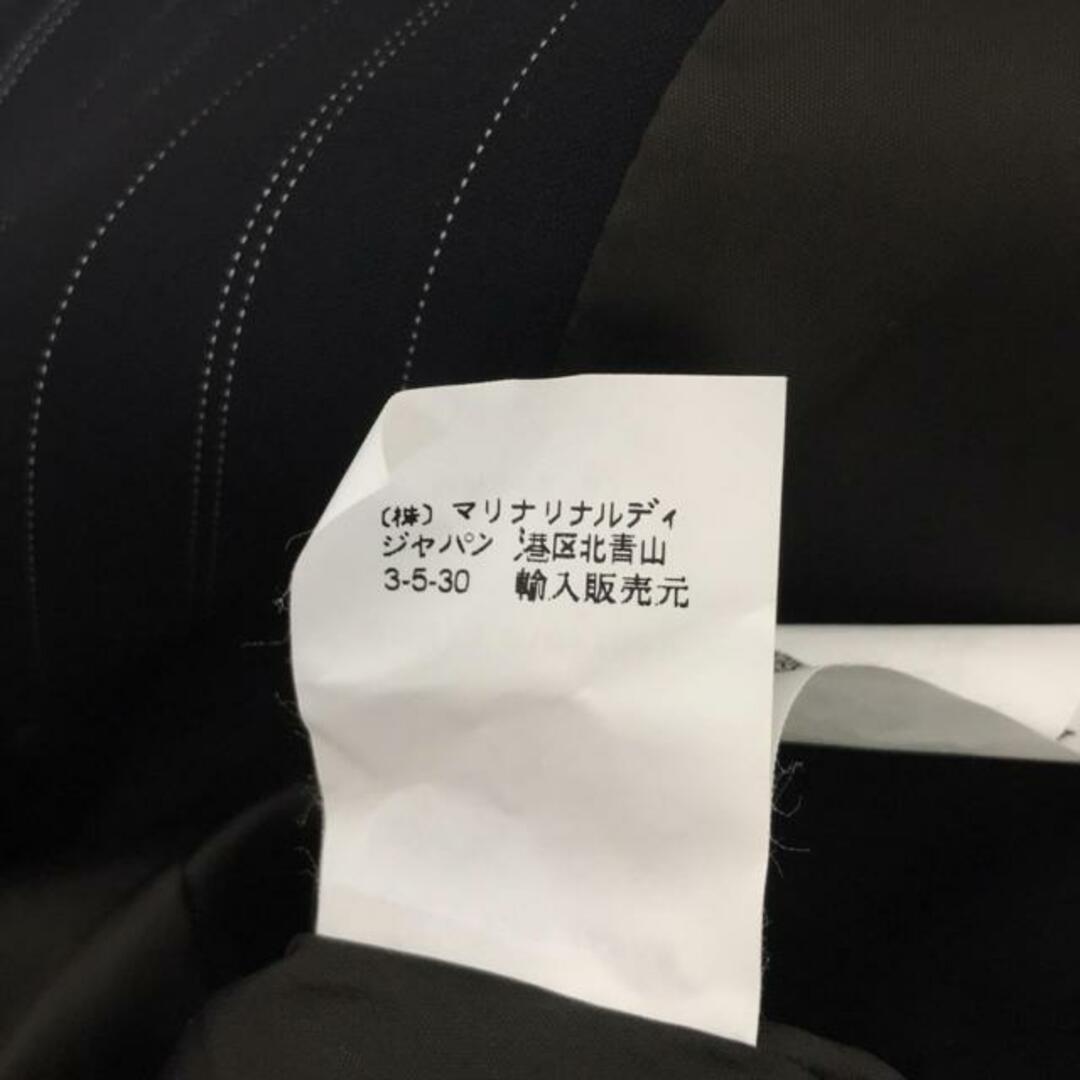 (株) マリナリナルディ
ジャパン 港区北青山
3-5-30 輸入販売元